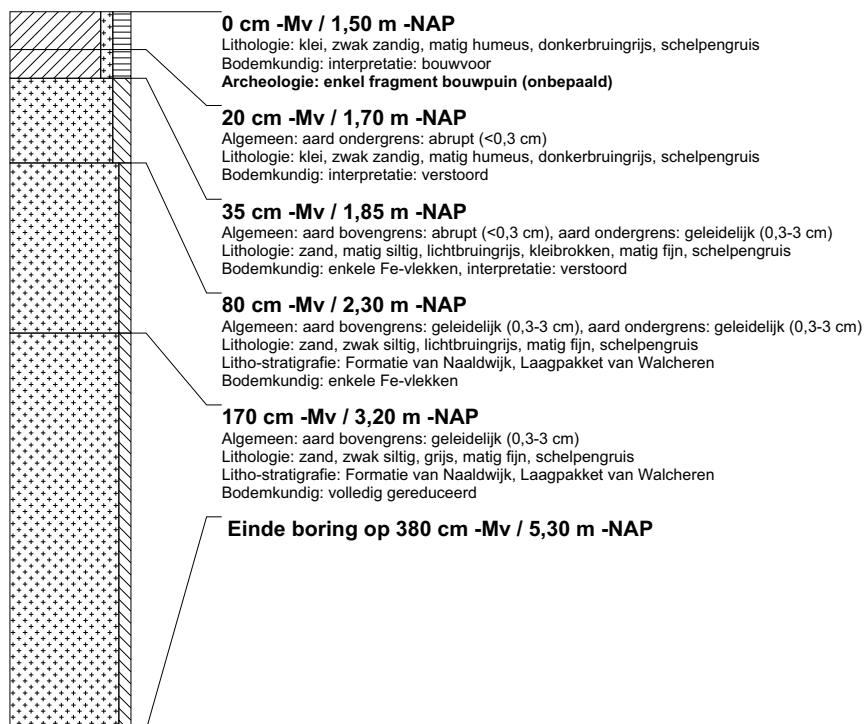 0 cm -Mv / 1,50 m -NAP
Lithologie: klei, zwak zandig, matig humeus, donkerbruingrijs, schelpengruis
Bodemkundig: interpretatie: bouwvoor
Archeologie: enkel fragment bouwpuin (onbepaald)
20 cm -Mv / 1,70 m -NAP
Algemeen: aard ondergrens: abrupt (<0,3 cm)
Lithologie: klei, zwak zandig, matig humeus, donkerbruingrijs, schelpengruis
Bodemkundig: interpretatie: verstoord
35 cm -Mv / 1,85 m -NAP
Algemeen: aard bovengrens: abrupt (<0,3 cm), aard ondergrens: geleidelijk (0,3-3 cm)
Lithologie: zand, matig siltig, lichtbruingrijs, kleibrokken, matig fijn, schelpengruis
Bodemkundig: enkele Fe-vlekken, interpretatie: verstoord
80 cm -Mv / 2,30 m -NAP
Algemeen: aard bovengrens: geleidelijk (0,3-3 cm), aard ondergrens: geleidelijk (0,3-3 cm)
Lithologie: zand, zwak siltig, lichtbruingrijs, matig fijn, schelpengruis
Litho-stratigrafie: Formatie van Naaldwijk, Laagpakket van Walcheren
Bodemkundig: enkele Fe-vlekken
170 cm -Mv / 3,20 m -NAP
Algemeen: aard bovengrens: geleidelijk (0,3-3 cm)
Lithologie: zand, zwak siltig, grijs, matig fijn, schelpengruis
Litho-stratigrafie: Formatie van Naaldwijk, Laagpakket van Walcheren
Bodemkundig: volledig gereduceerd
Einde boring op 380 cm -Mv / 5,30 m -NAP